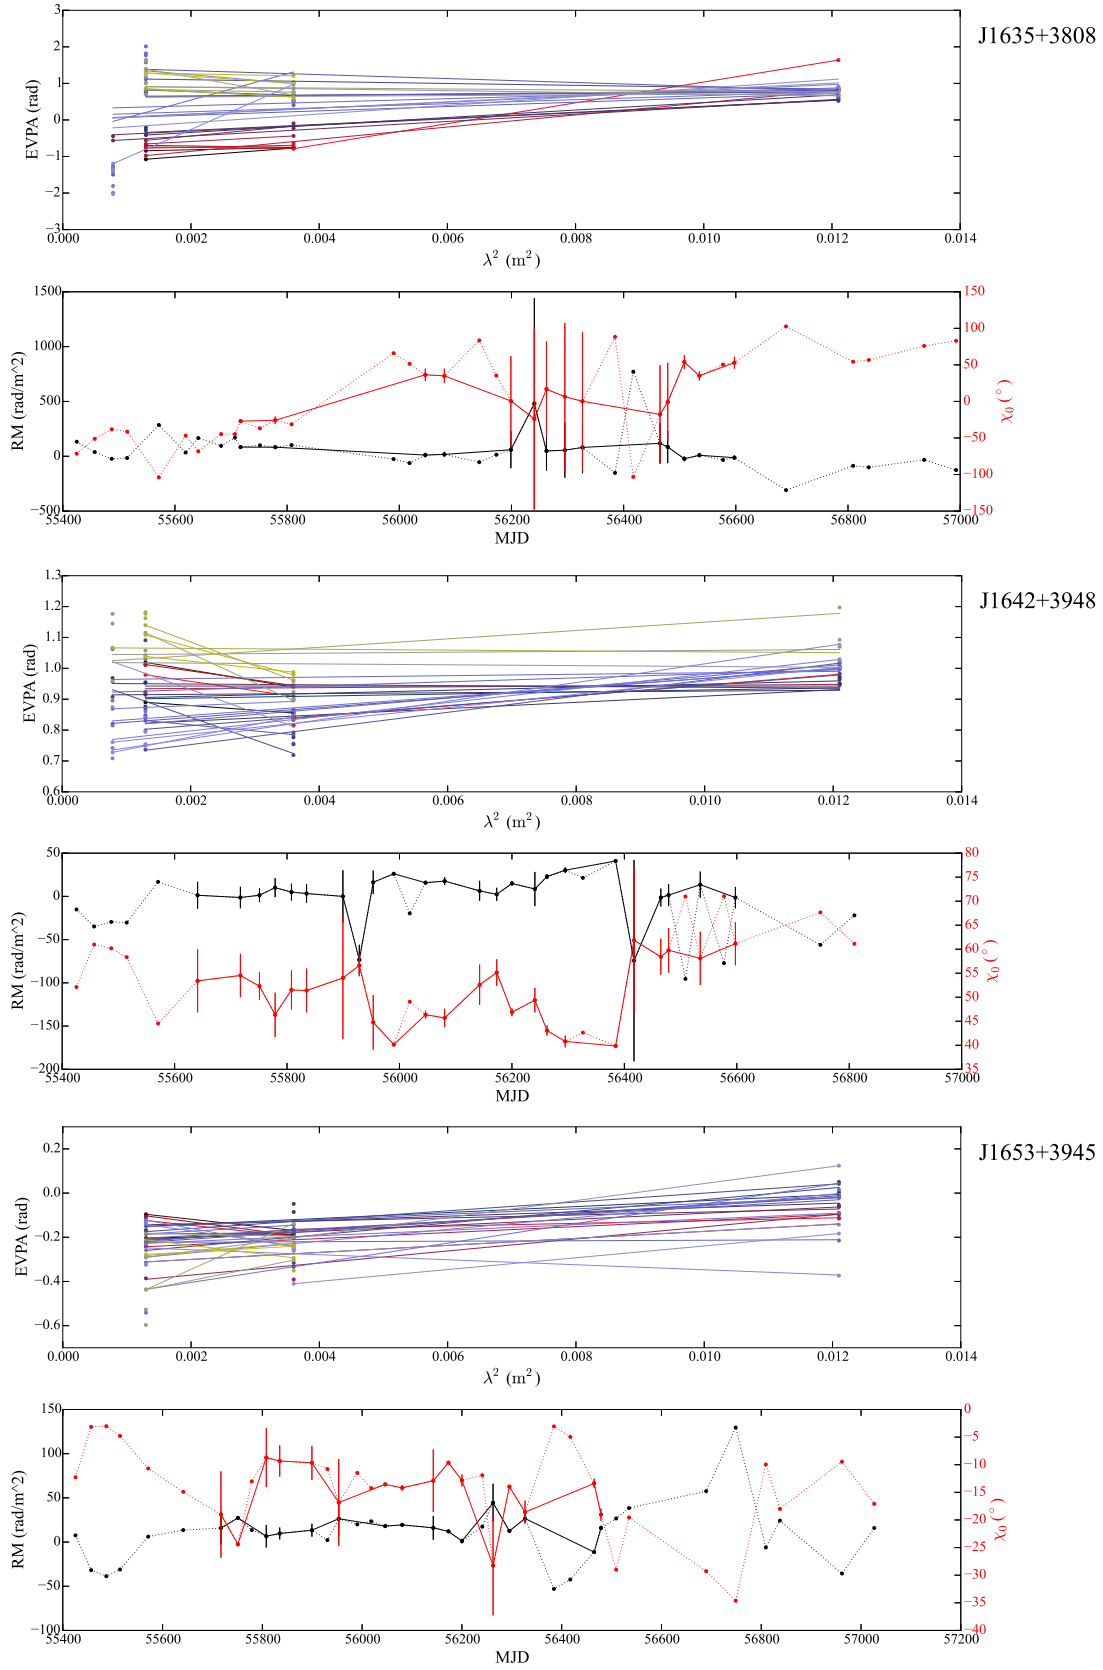 J1635+3808
3
2
1
0
−1
−2
−3
EVPA (rad)
0.000 0.002 0.004 0.006 0.008 0.010 0.012 0.014
λ² (m²)
1500
1000
500
0
−500
RM (rad/m^2)
150
100
50
0
−50
−100
−150
χ₀ (°)
55400 55600 55800 56000 56200 56400 56600 56800 57000
MJD
J1642+3948
1.3
1.2
1.1
1.0
0.9
0.8
0.7
0.6
EVPA (rad)
0.000 0.002 0.004 0.006 0.008 0.010 0.012 0.014
λ² (m²)
50
0
−50
−100
−150
−200
RM (rad/m^2)
80
75
70
65
60
55
50
45
40
35
χ₀ (°)
55400 55600 55800 56000 56200 56400 56600 56800 57000
MJD
J1653+3945
0.2
0.0
−0.2
−0.4
−0.6
EVPA (rad)
0.000 0.002 0.004 0.006 0.008 0.010 0.012 0.014
λ² (m²)
150
100
50
0
−50
−100
RM (rad/m^2)
0
−5
−10
−15
−20
−25
−30
−35
−40
χ₀ (°)
55400 55600 55800 56000 56200 56400 56600 56800 57000 57200
MJD